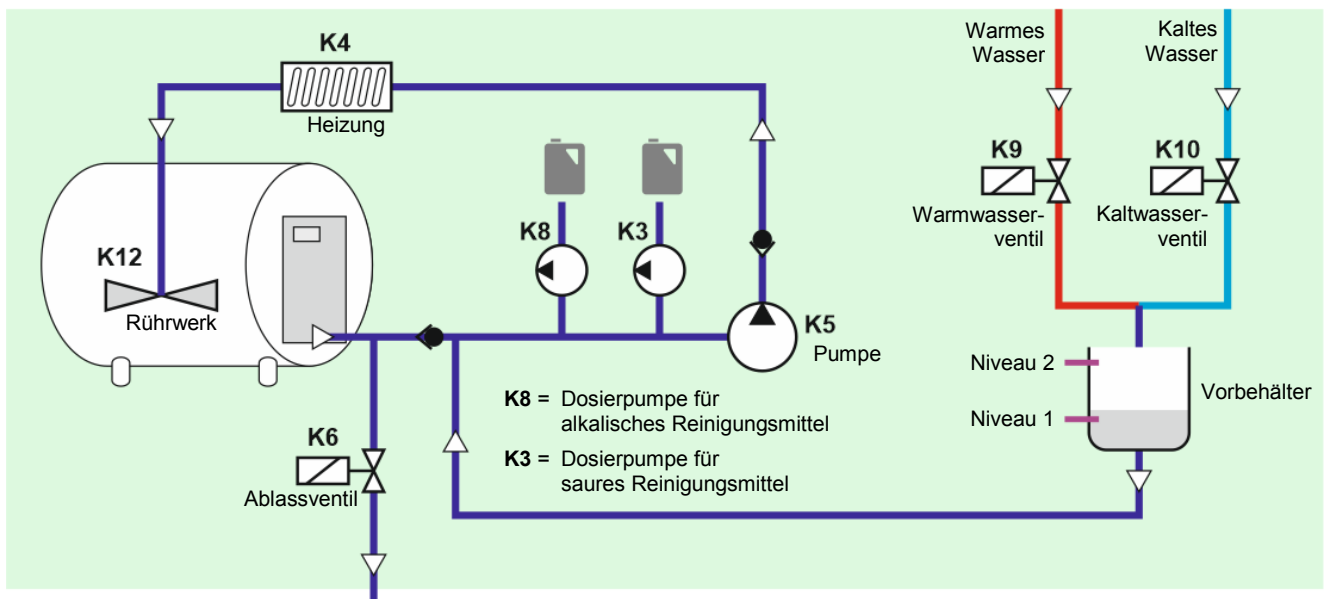 K4
Heizung
Warmes
Wasser
Kaltes
Wasser
K9
K10
Warmwasser-
ventil
Kaltwasser-
ventil
K12
Rührwerk
K8
K3
K5
Pumpe
Niveau 2
Niveau 1
Vorbehälter
K8 = Dosierpumpe für
alkalisches Reinigungsmittel
K3 = Dosierpumpe für
saures Reinigungsmittel
K6
Ablassventil